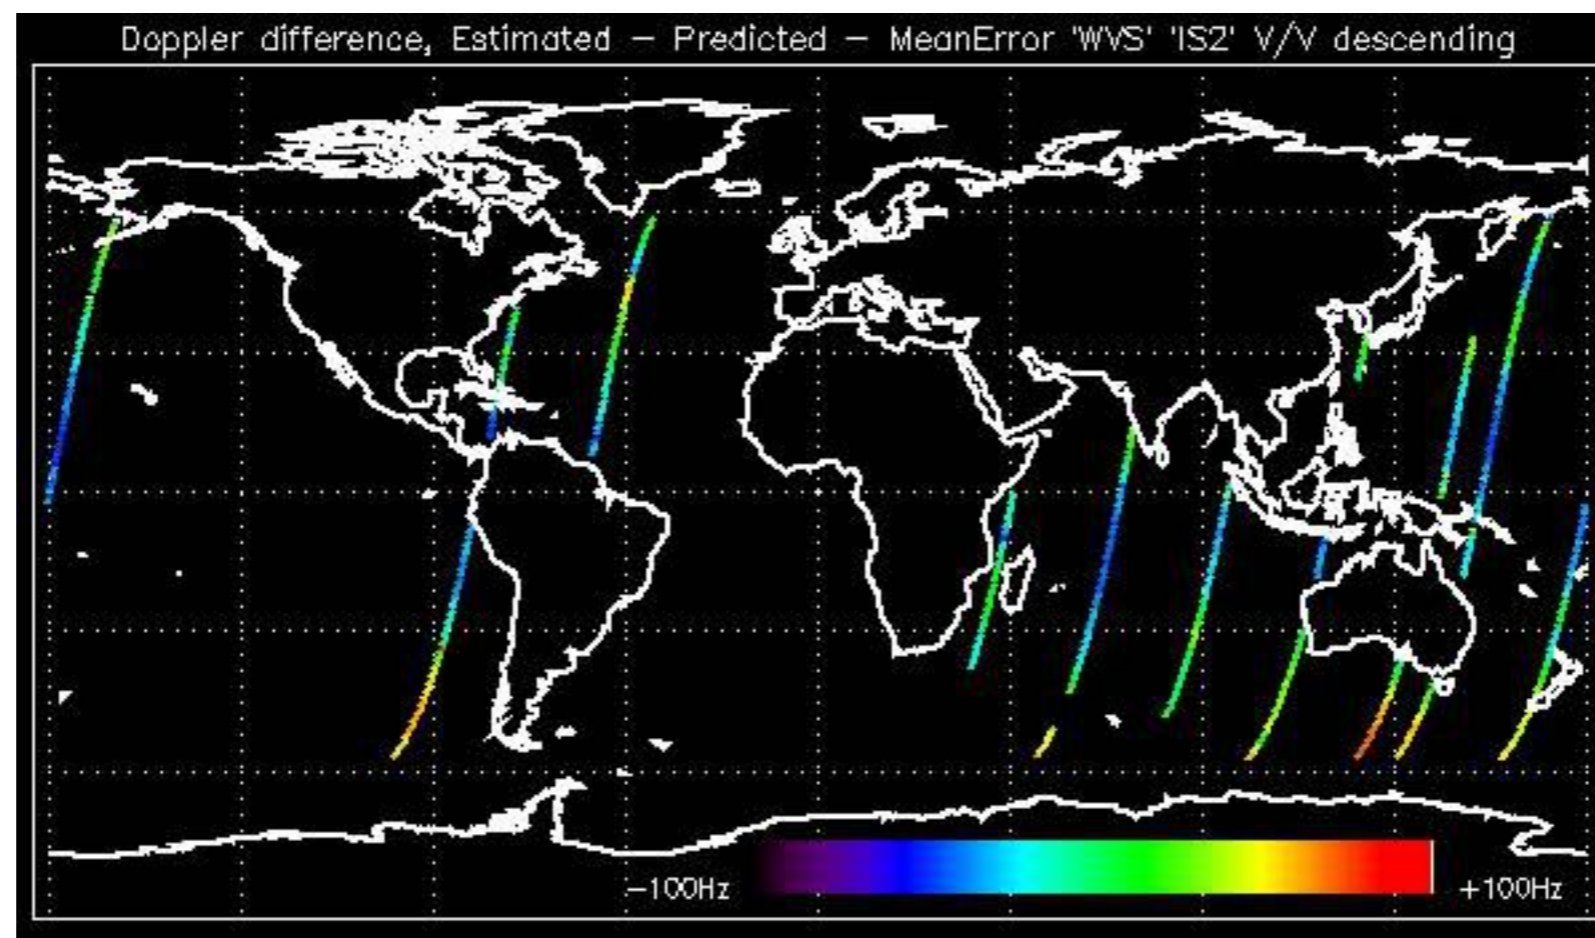 Doppler difference, Estimated – Predicted – MeanError 'WVS' 'IS2' V/V descending
–100Hz +100Hz